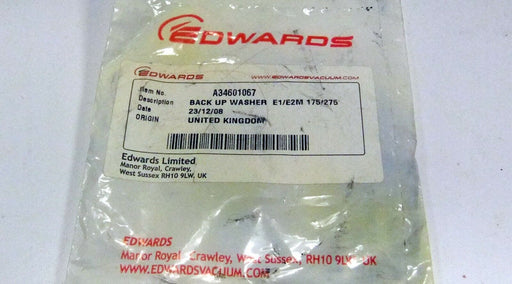 EDWARDS
EDWARDS WWW.EDWARDSVACUUM.COM
Item No. A34601067
Description BACK UP WASHER E1/E2M 175/275
Date 23/12/08
ORIGIN UNITED KINGDOM
Edwards Limited
Manor Royal, Crawley,
West Sussex RH10 9LW, UK
EDWARDS
Manor Royal, Crawley, West Sussex, RH10 9LW, UK
WWW.EDWARDSVACUUM.COM